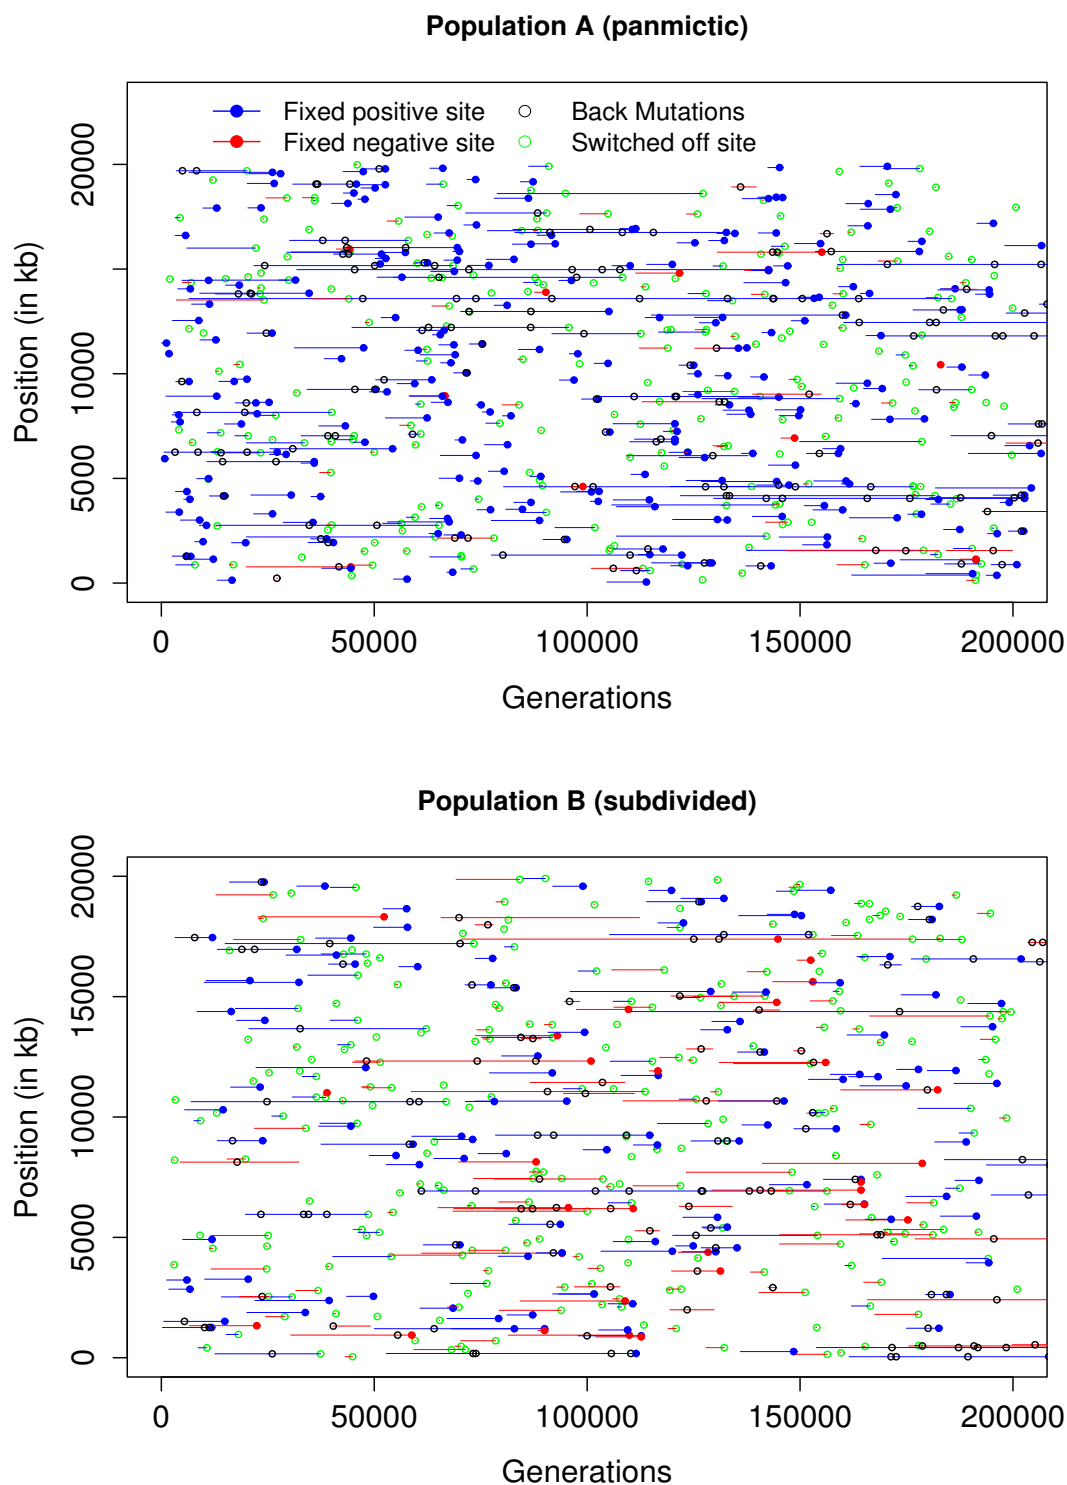 Population A (panmictic)
Fixed positive site
Back Mutations
Fixed negative site
Switched off site
Position (in kb)
20000
10000
5000
0
0
50000
100000
150000
200000
Generations
Population B (subdivided)
Position (in kb)
20000
15000
10000
5000
0
0
50000
100000
150000
200000
Generations